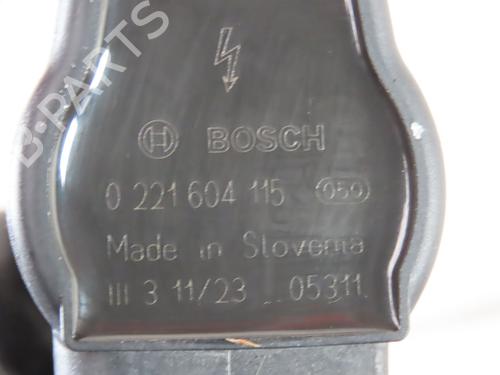 B-PARTS
BOSCH
0 221 604 115 050
Made in Slovenia
III 3 11/23 05311